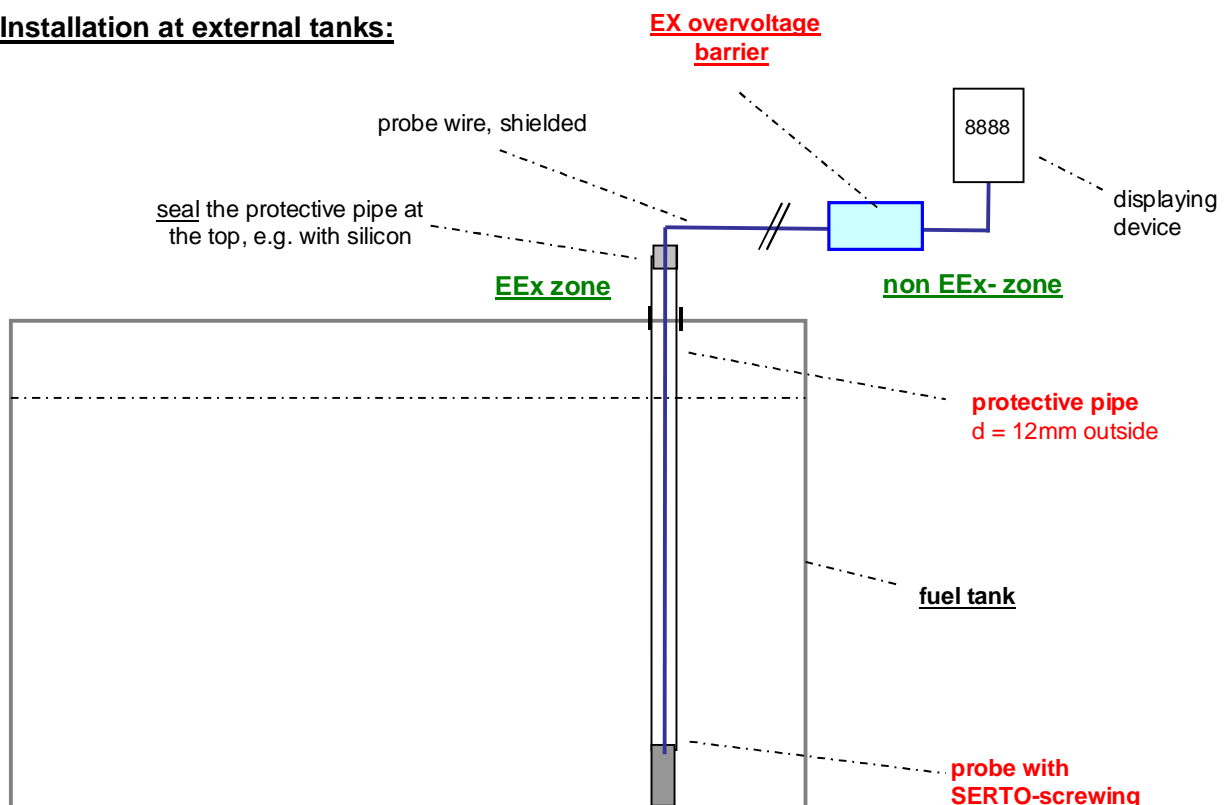 Installation at external tanks:
EX overvoltage
barrier
8888
probe wire, shielded
displaying
device
seal the protective pipe at
the top, e.g. with silicon
EEx zone
non EEx- zone
protective pipe
d = 12mm outside
fuel tank
probe with
SERTO-screwing